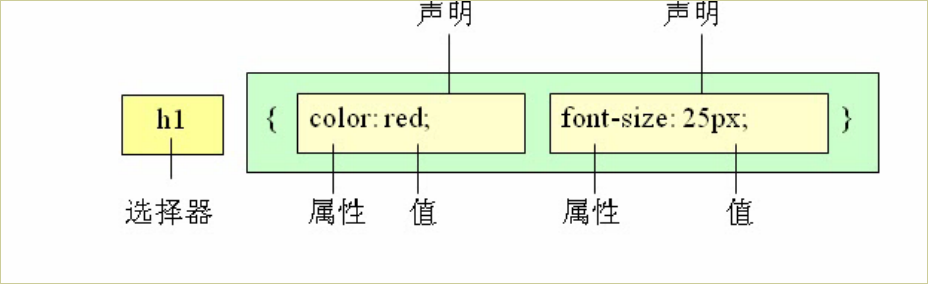 声明 声明
h1 { color: red; font-size: 25px; }
选择器 属性 值 属性 值